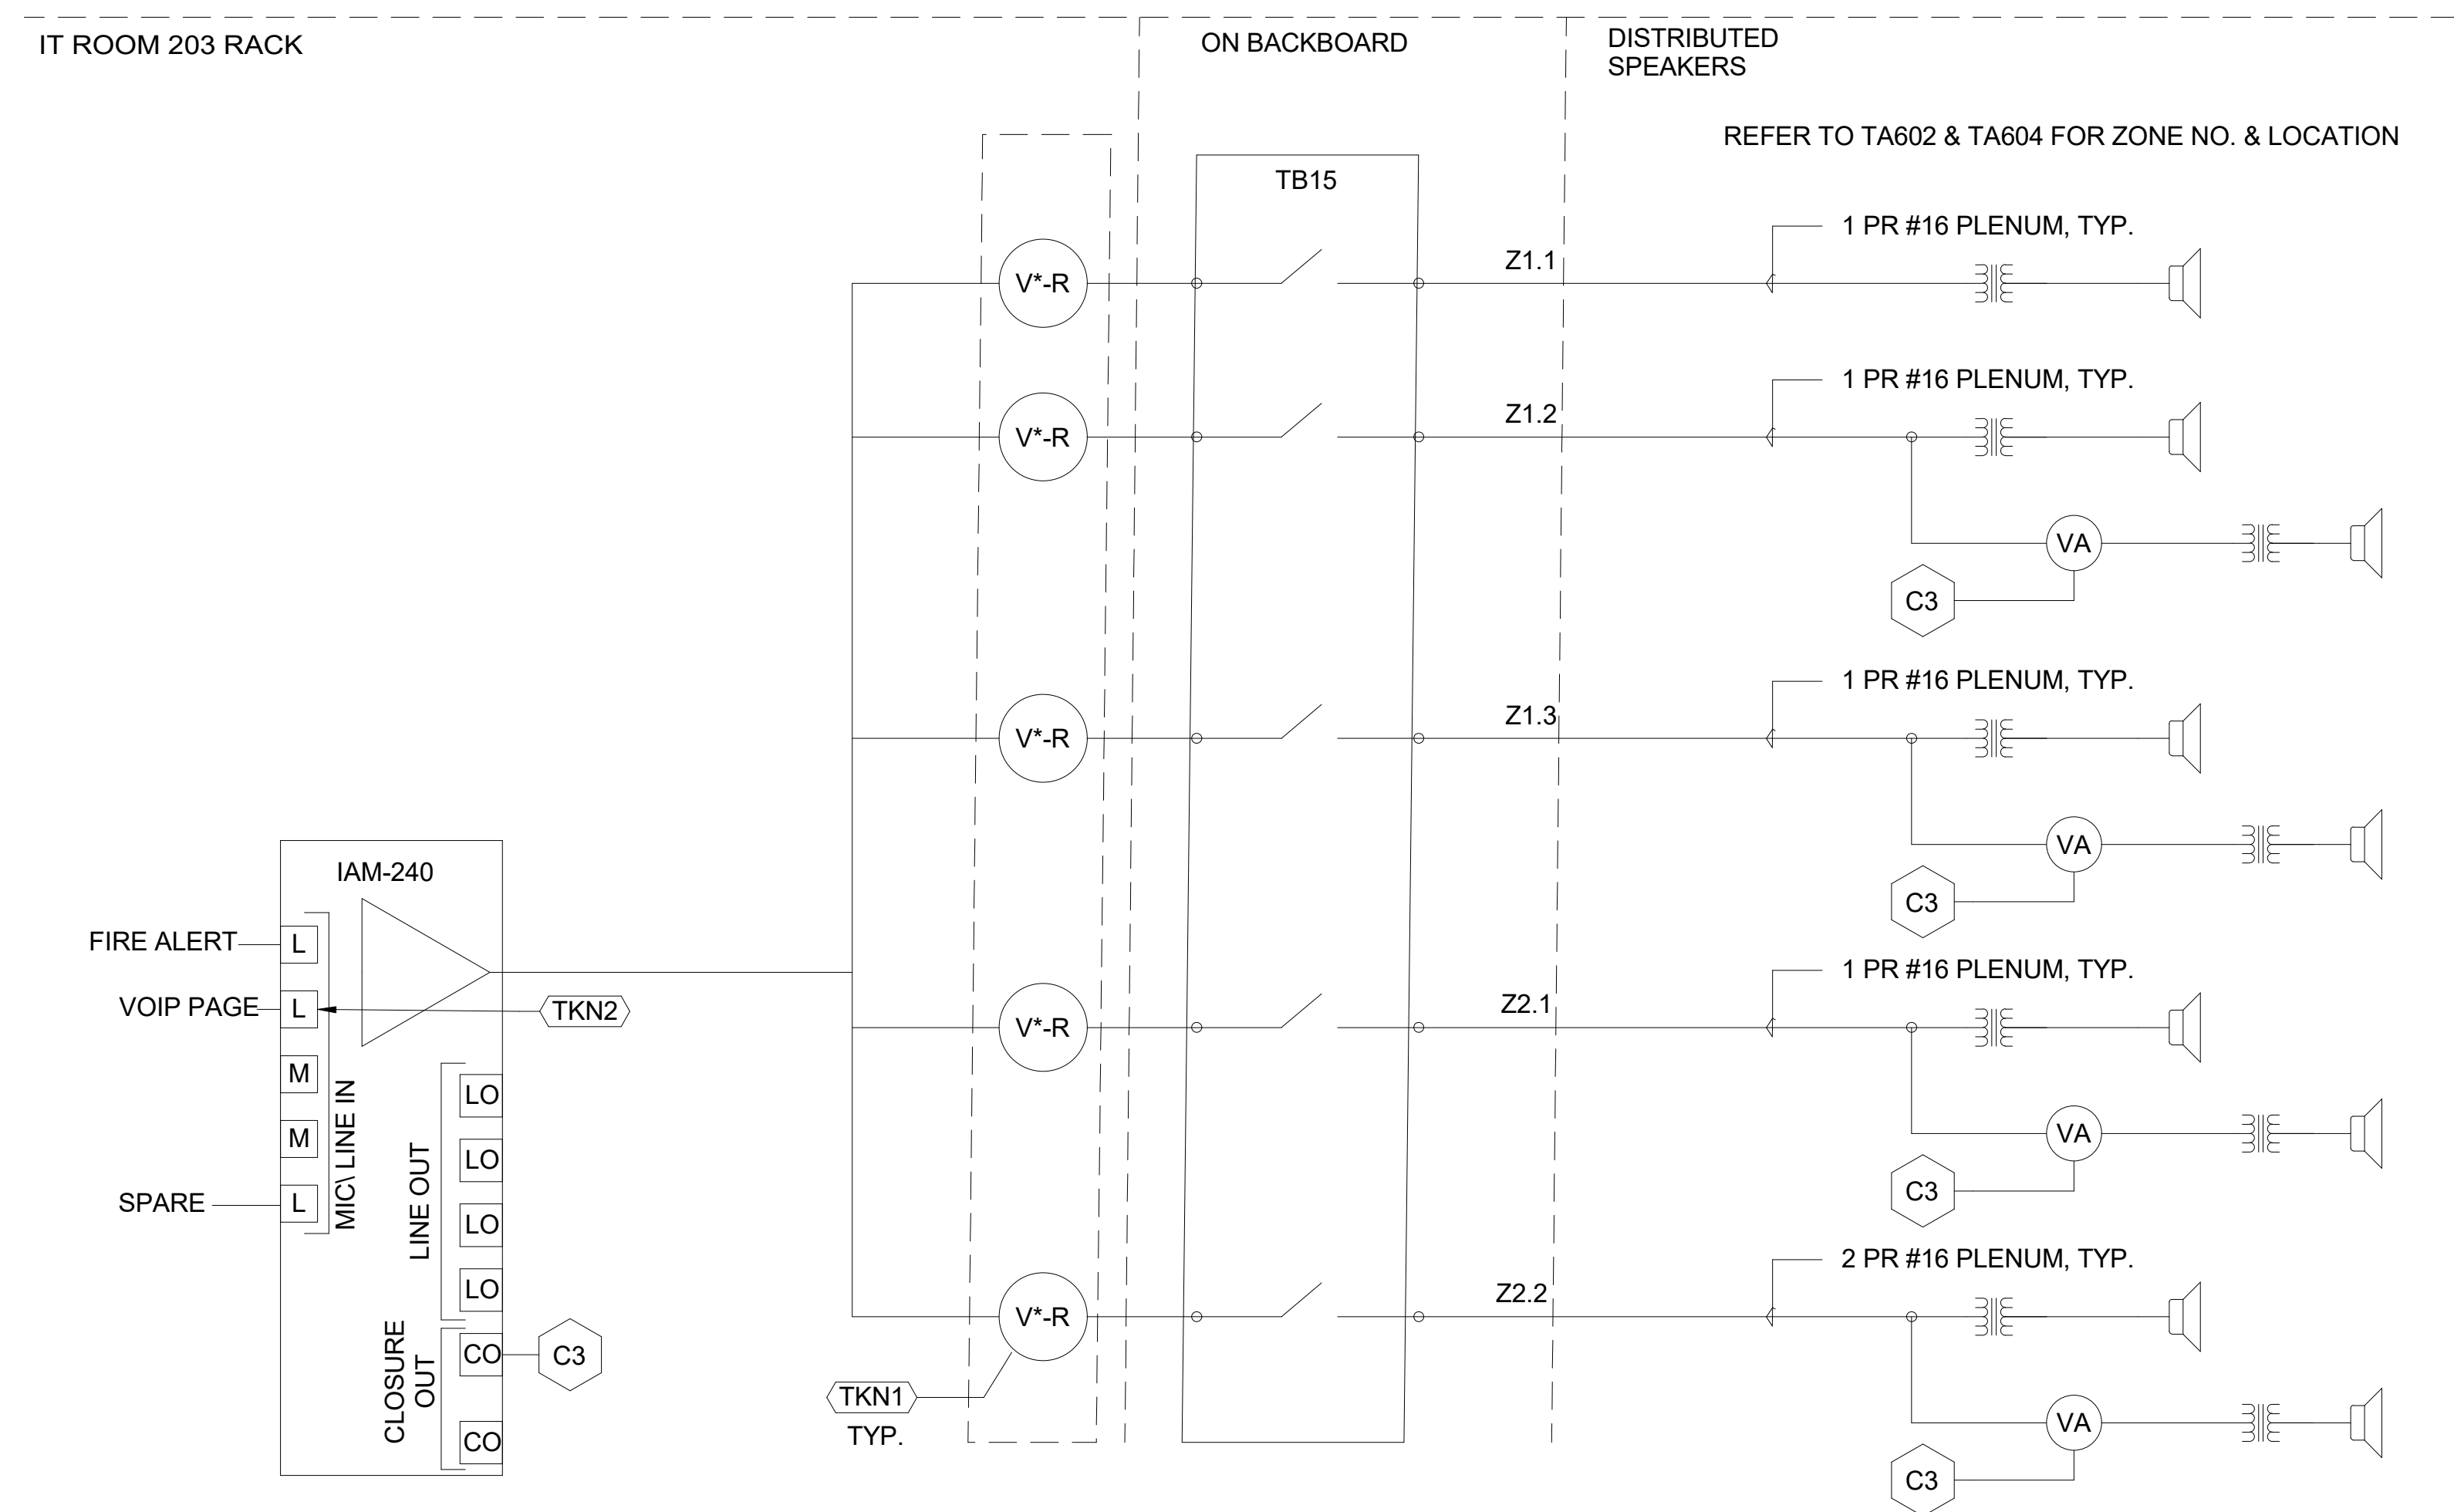 IT ROOM 203 RACK
ON BACKBOARD
DISTRIBUTED
SPEAKERS
REFER TO TA602 & TA604 FOR ZONE NO. & LOCATION
TB15
1 PR #16 PLENUM, TYP.
Z1.1
V*-R
1 PR #16 PLENUM, TYP.
Z1.2
V*-R
VA
C3
1 PR #16 PLENUM, TYP.
Z1.3
V*-R
VA
C3
1 PR #16 PLENUM, TYP.
Z2.1
V*-R
VA
C3
2 PR #16 PLENUM, TYP.
Z2.2
V*-R
VA
C3
TKN1
TYP.
IAM-240
FIRE ALERT
L
VOIP PAGE
L
TKN2
M
M
SPARE
L
MIC\ LINE IN
LINE OUT
LO
LO
LO
LO
CLOSURE
OUT
CO
C3
CO